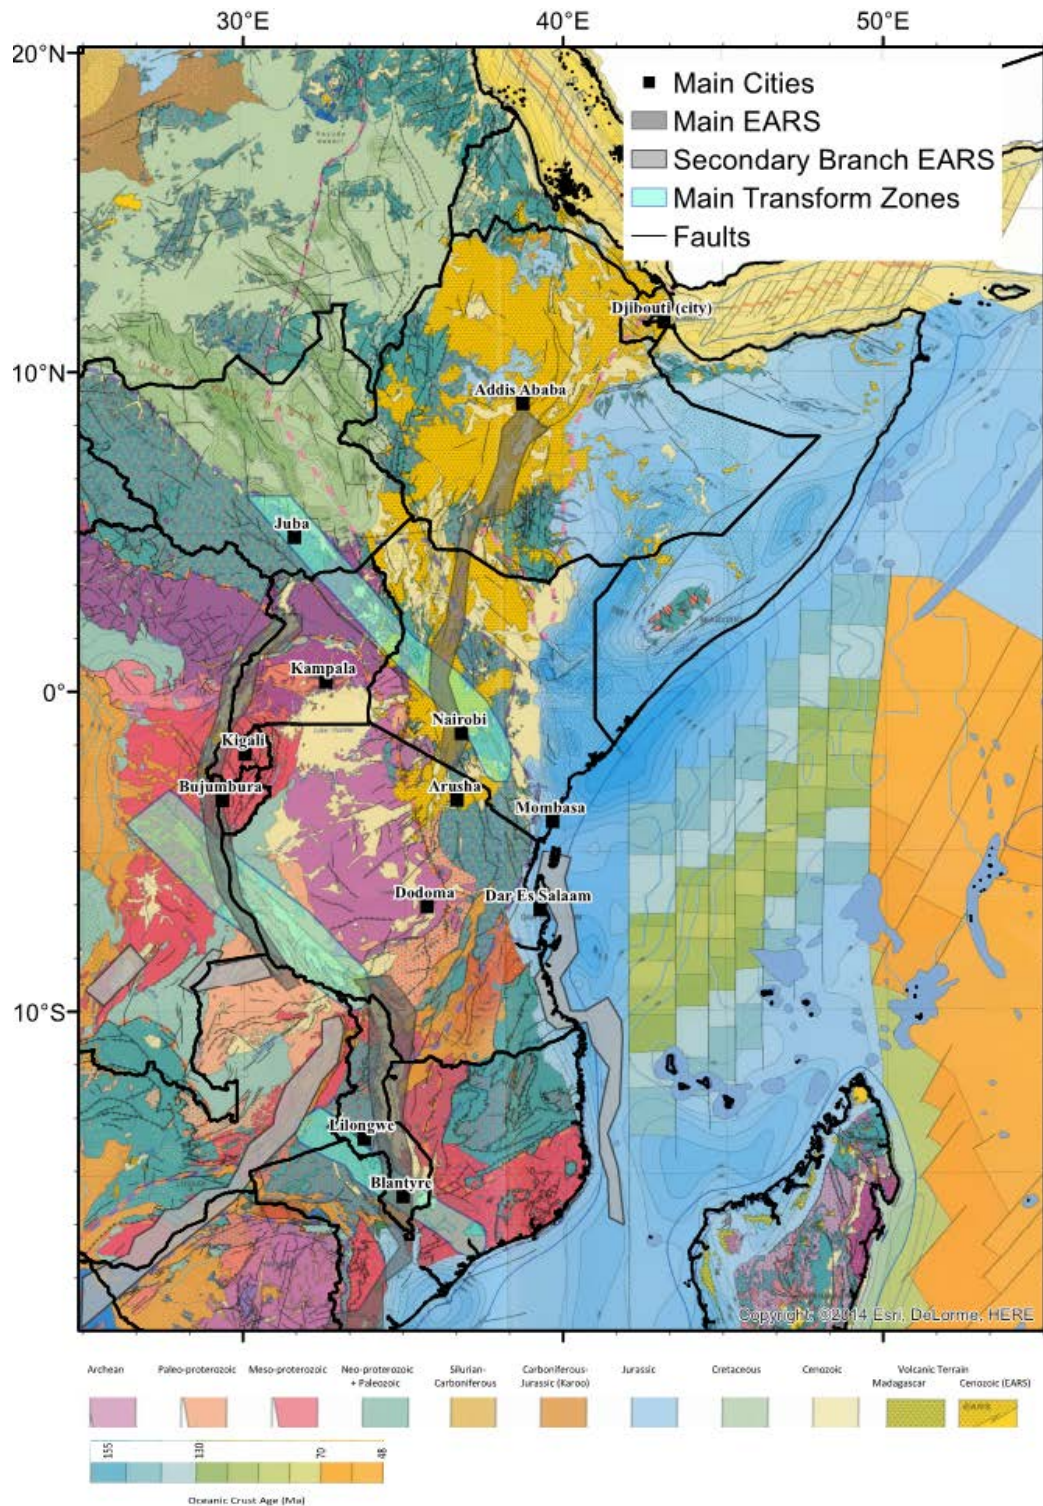 30°E 40°E 50°E
20°N
Main Cities
Main EARS
Secondary Branch EARS
Main Transform Zones
Faults
Djibouti (city)
10°N
Addis Ababa
Juba
Kampala
0°
Nairobi
Kigali
Bujumbura
Arusha
Mombasa
Dodoma
Dar Es Salaam
10°S
Lilongwe
Blantyre
Copyright: ©2014 Esri, DeLorme, HERE
Archean Paleo-proterozoic Meso-proterozoic Neo-proterozoic Silurian- Carboniferous- Jurassic Cretaceous Cenozoic Volcanic Terrain
+ Paleozoic Carboniferous Jurassic (Karoo) Madagascar Cenozoic (EARS)
155 130 70 48
Oceanic Crust Age (Ma)